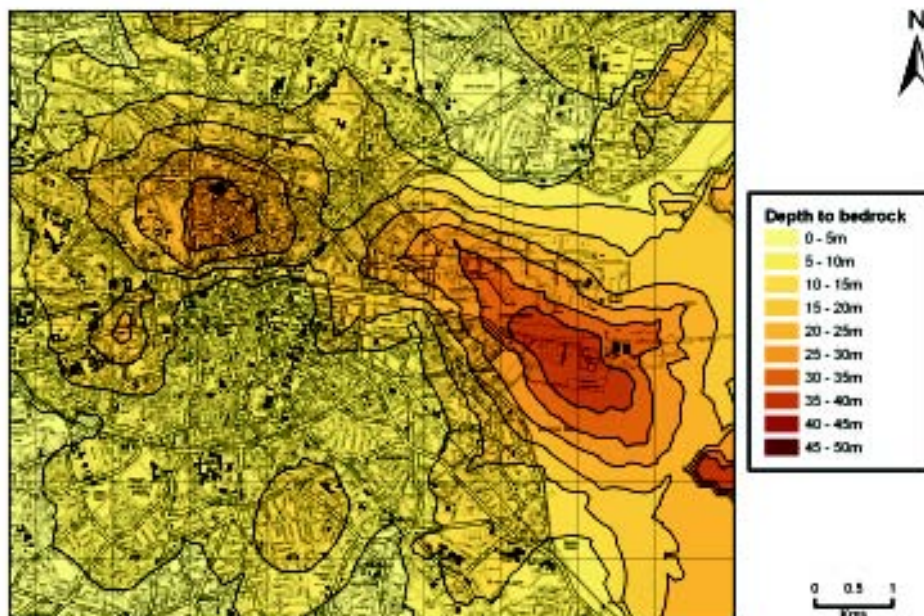 N
Depth to bedrock
0 - 5m
5 - 10m
10 - 15m
15 - 20m
20 - 25m
25 - 30m
30 - 35m
35 - 40m
40 - 45m
45 - 50m
0 0.5 1
Kms